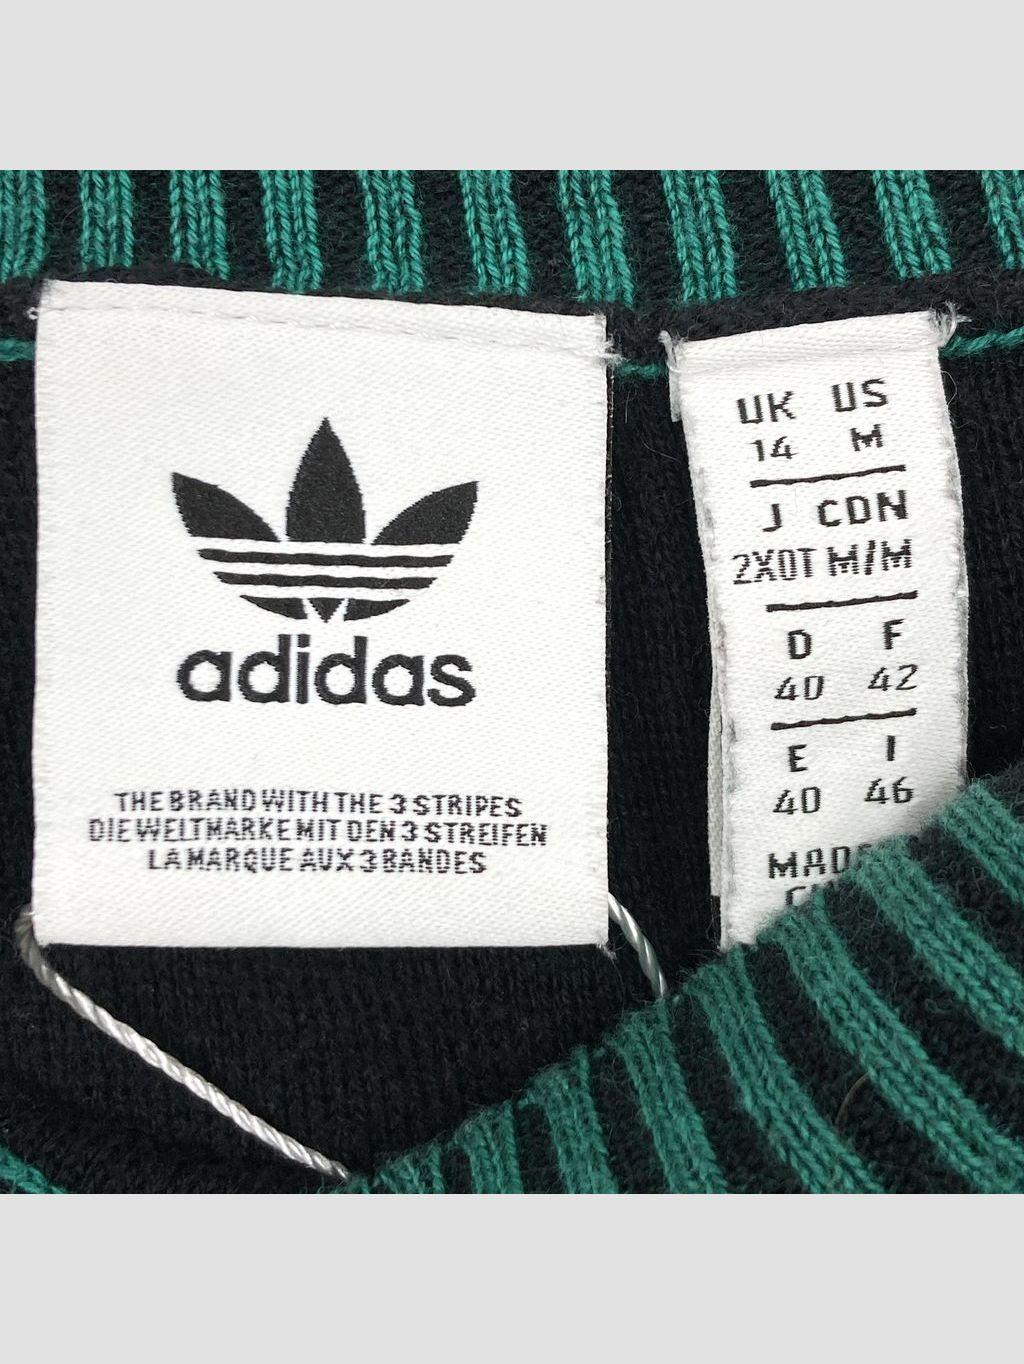 adidas
THE BRAND WITH THE 3 STRIPES
DIE WELTMARKE MIT DEN 3 STREIFEN
LA MARQUE AUX 3 BANDES
UK US
14 M
J CDN
2XOT M/M
D F
40 42
E I
40 46